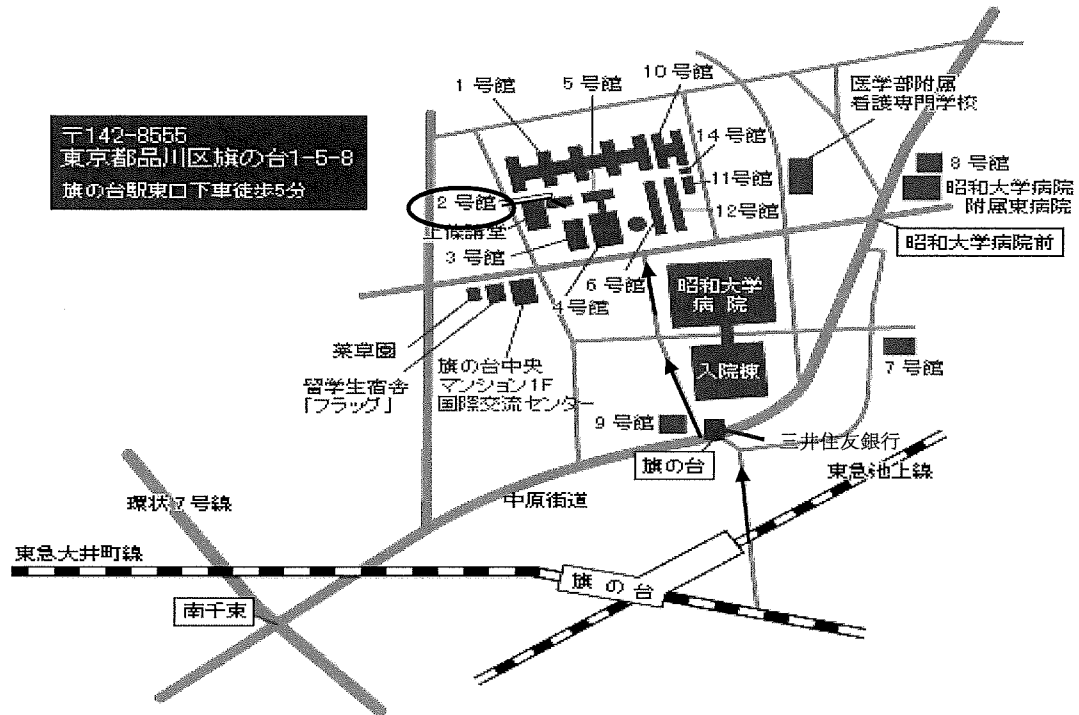 〒142-8555
東京都品川区旗の台1-5-8
旗の台駅東口下車徒歩5分
1号館
5号館
10号館
医学部附属
看護専門学校
14号館
11号館
12号館
8号館
昭和大学病院
附属東病院
昭和大学病院前
2号館
上條講堂
3号館
4号館
6号館
昭和大学
病院
入院棟
7号館
薬草園
留学生宿舎
「フラッグ」
旗の台中央
マンション1F
国際交流センター
9号館
旗の台
三井住友銀行
東急池上線
中原街道
環状7号線
東急大井町線
旗の台
南千束